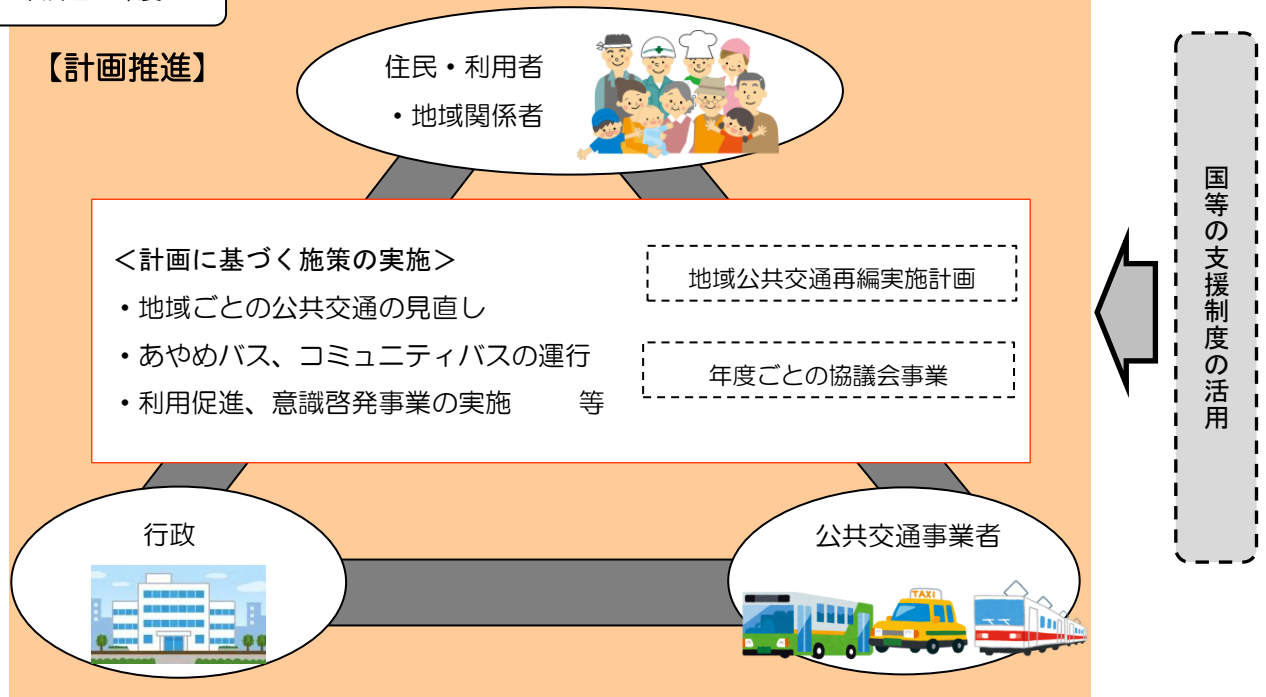 【計画推進】
住民・利用者
・地域関係者
<計画に基づく施策の実施>
・地域ごとの公共交通の見直し
・あやめバス、コミュニティバスの運行
・利用促進、意識啓発事業の実施　　等
地域公共交通再編実施計画
年度ごとの協議会事業
行政
公共交通事業者
TAXI
国等の支援制度の活用